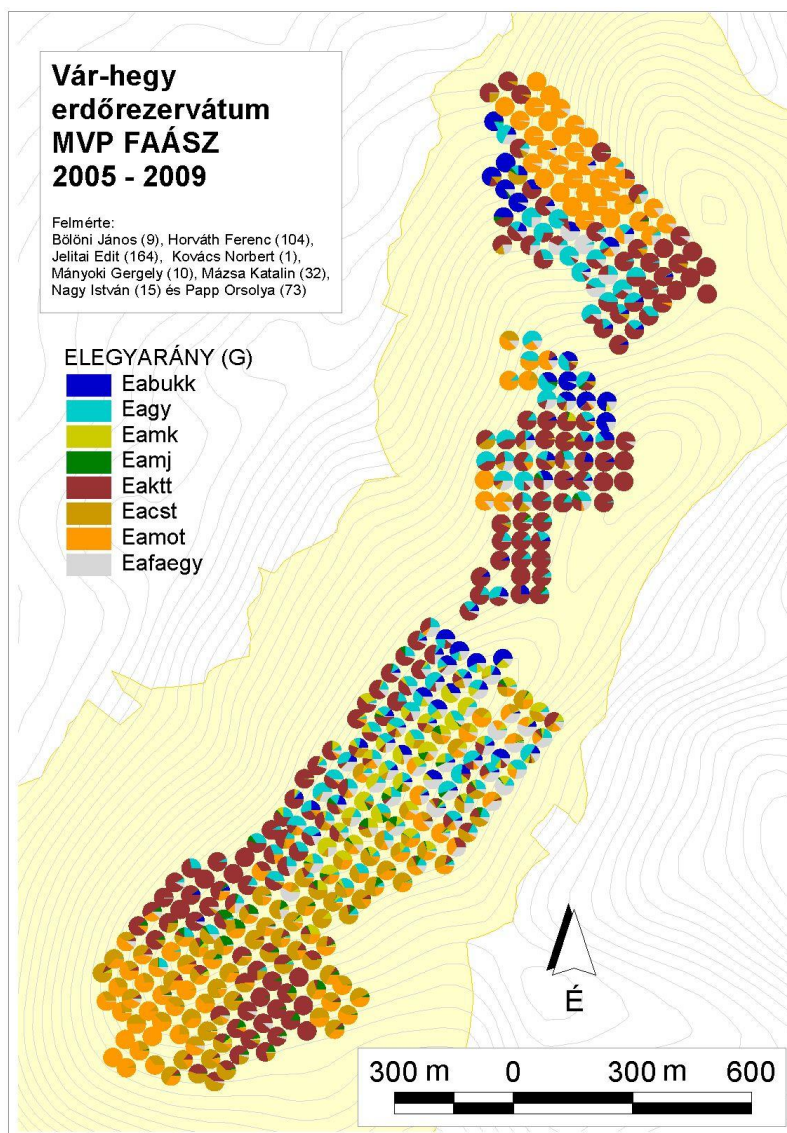 Vár-hegy
erdőrezervátum
MVP FAÁSZ
2005 - 2009
Felmérte:
Bölöni János (9), Horváth Ferenc (104),
Jelitai Edit (164), Kovács Norbert (1),
Mányoki Gergely (10), Mázsa Katalin (32),
Nagy István (15) és Papp Orsolya (73)
ELEGYARÁNY (G)
Eabukk
Eagy
Eamk
Eamj
Eaktt
Eacst
Eamot
Eafaegy
É
300 m 0 300 m 600